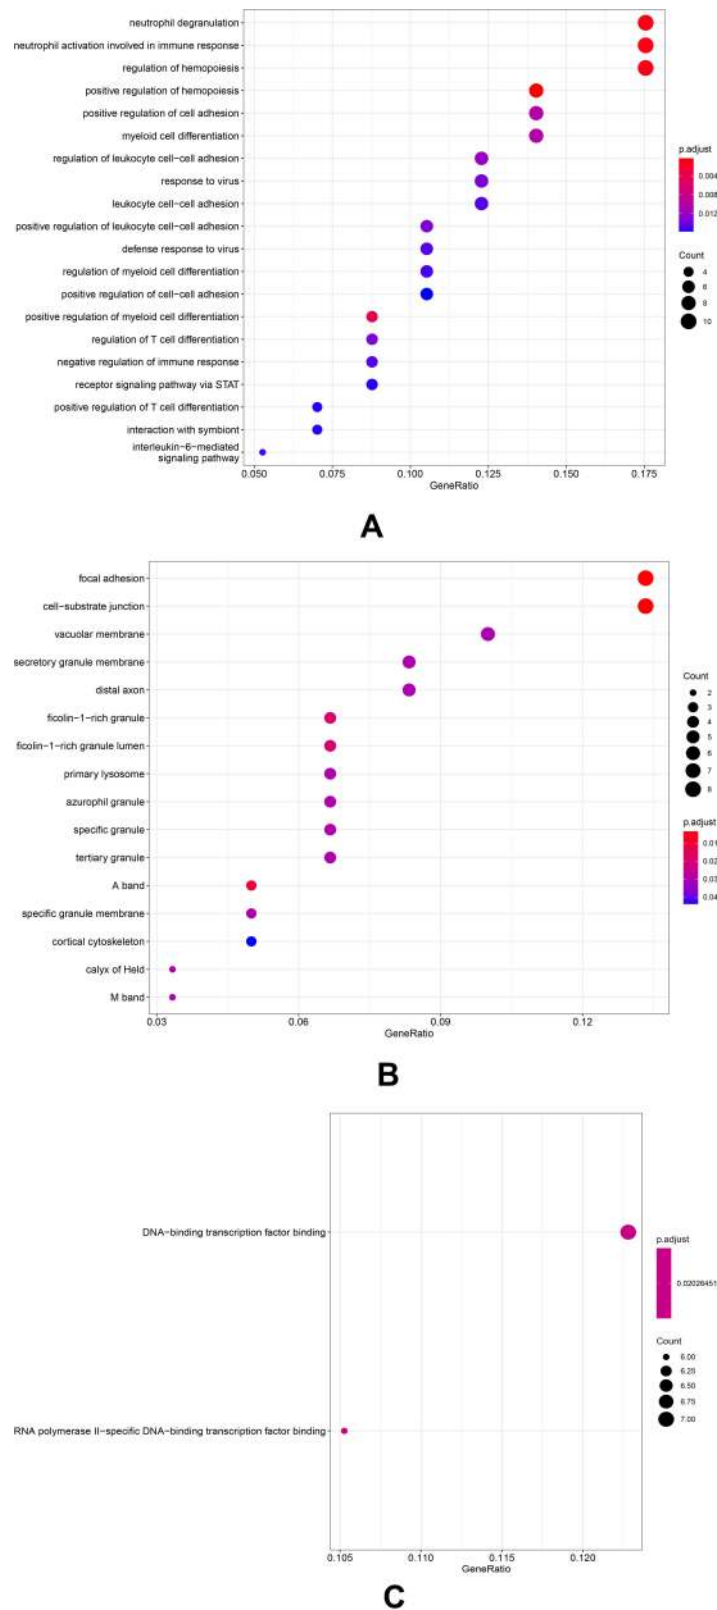 neutrophil degranulation
neutrophil activation involved in immune response
regulation of hemopoiesis
positive regulation of hemopoiesis
positive regulation of cell adhesion
myeloid cell differentiation
regulation of leukocyte cell−cell adhesion
response to virus
leukocyte cell−cell adhesion
positive regulation of leukocyte cell−cell adhesion
defense response to virus
regulation of myeloid cell differentiation
positive regulation of cell−cell adhesion
positive regulation of myeloid cell differentiation
regulation of T cell differentiation
negative regulation of immune response
receptor signaling pathway via STAT
positive regulation of T cell differentiation
interaction with symbiont
interleukin−6−mediated
signaling pathway
0.050 0.075 0.100 0.125 0.150 0.175
GeneRatio
p.adjust
0.004
0.008
0.012
Count
4
6
8
10
A
focal adhesion
cell−substrate junction
vacuolar membrane
secretory granule membrane
distal axon
ficolin−1−rich granule
ficolin−1−rich granule lumen
primary lysosome
azurophil granule
specific granule
tertiary granule
A band
specific granule membrane
cortical cytoskeleton
calyx of Held
M band
0.03 0.06 0.09 0.12
GeneRatio
Count
2
3
4
5
6
7
8
p.adjust
0.01
0.02
0.03
0.04
B
DNA−binding transcription factor binding
RNA polymerase II−specific DNA−binding transcription factor binding
0.105 0.110 0.115 0.120
GeneRatio
p.adjust
0.02026451
Count
6.00
6.25
6.50
6.75
7.00
C